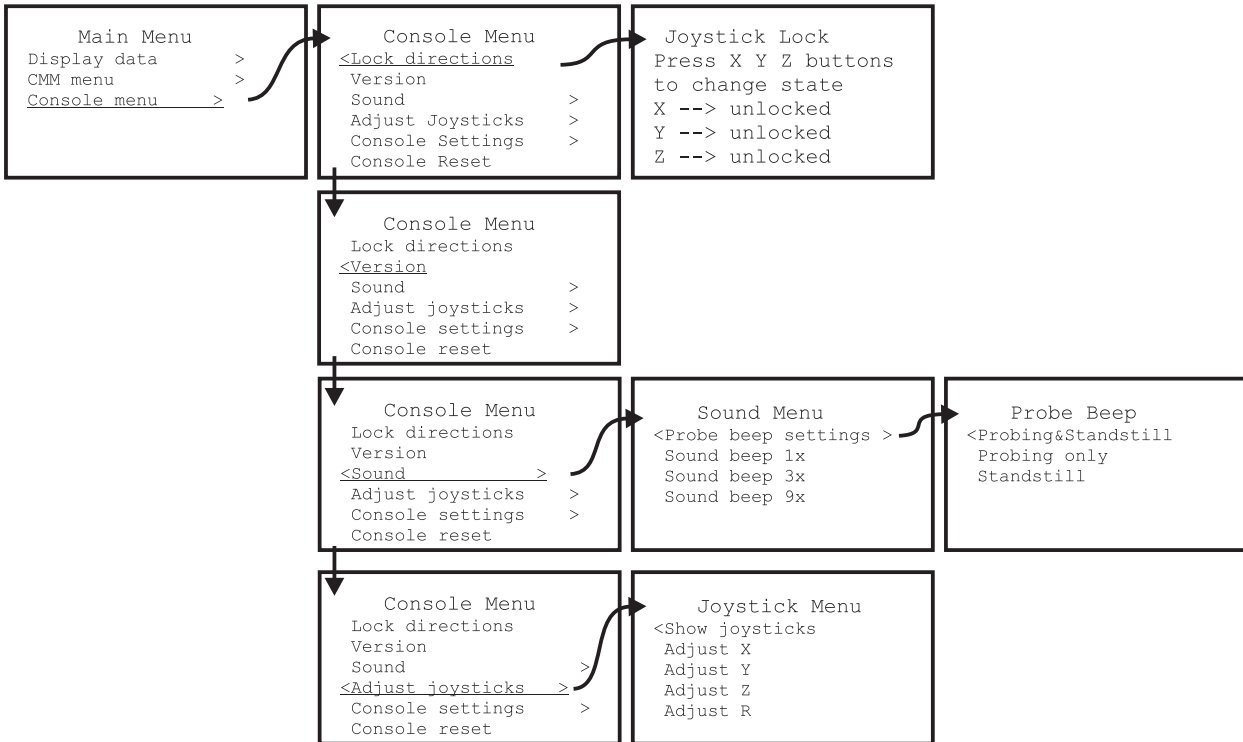 Main Menu
Display data >
CMM menu >
Console menu >
Console Menu
<Lock directions
Version
Sound >
Adjust Joysticks >
Console Settings >
Console Reset
Joystick Lock
Press X Y Z buttons
to change state
X --> unlocked
Y --> unlocked
Z --> unlocked
Console Menu
Lock directions
<Version
Sound >
Adjust joysticks >
Console settings >
Console reset
Console Menu
Lock directions
Version
<Sound >
Adjust joysticks >
Console settings >
Console reset
Sound Menu
<Probe beep settings >
Sound beep 1x
Sound beep 3x
Sound beep 9x
Probe Beep
<Probing&Standstill
Probing only
Standstill
Console Menu
Lock directions
Version
Sound >
<Adjust joysticks >
Console settings >
Console reset
Joystick Menu
<Show joysticks
Adjust X
Adjust Y
Adjust Z
Adjust R